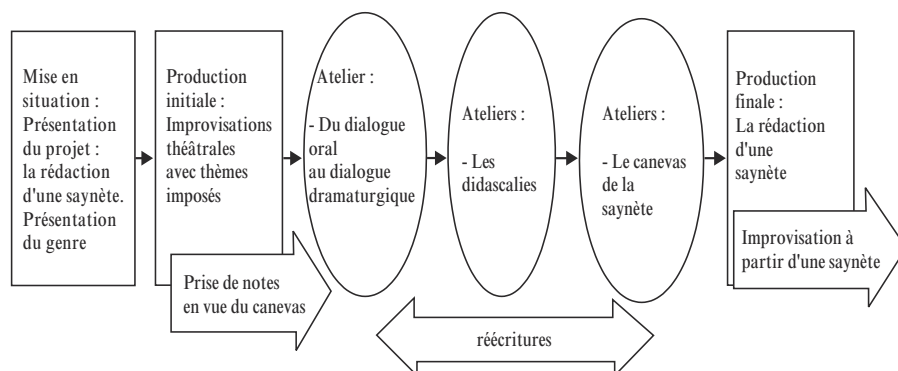 Mise en
situation :
Présentation
du projet :
la rédaction
d'une saynète.
Présentation
du genre
Production
initiale :
Improvisations
théâtrales
avec thèmes
imposés
Prise de notes
en vue du canevas
Atelier :
- Du dialogue
oral
au dialogue
dramaturgique
Ateliers :
- Les
didascalies
Ateliers :
- Le canevas
de la
saynète
réécritures
Production
finale :
La rédaction
d'une
saynète
Improvisation à
partir d'une saynète